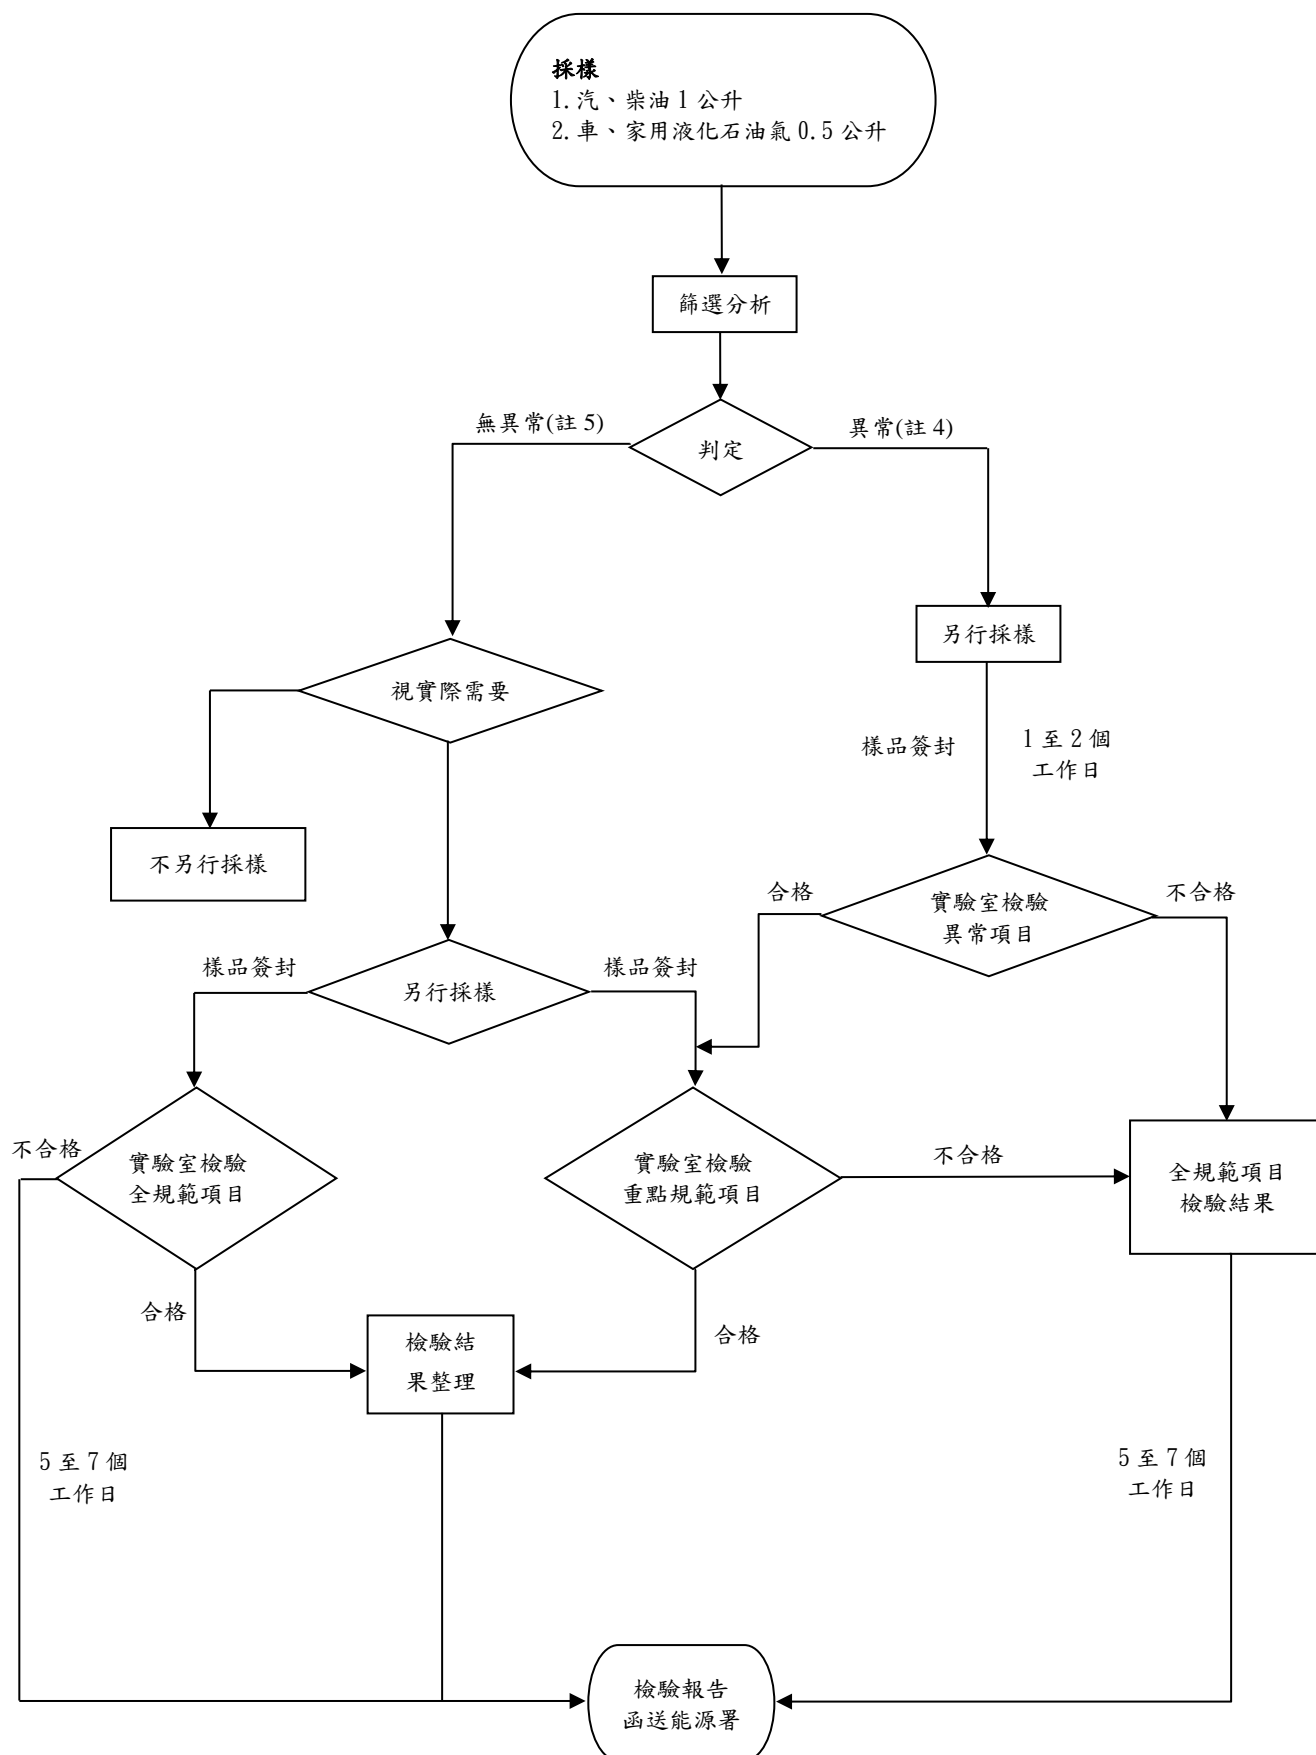 採樣
1.汽、柴油 1 公升
2.車、家用液化石油氣 0.5 公升
篩選分析
無異常(註 5)
判定
異常(註 4)
另行採樣
視實際需要
樣品簽封
1 至 2 個
工作日
不另行採樣
合格
實驗室檢驗
異常項目
不合格
樣品簽封
另行採樣
樣品簽封
不合格
實驗室檢驗
全規範項目
實驗室檢驗
重點規範項目
不合格
全規範項目
檢驗結果
合格
檢驗結
果整理
合格
5 至 7 個
工作日
5 至 7 個
工作日
檢驗報告
函送能源署